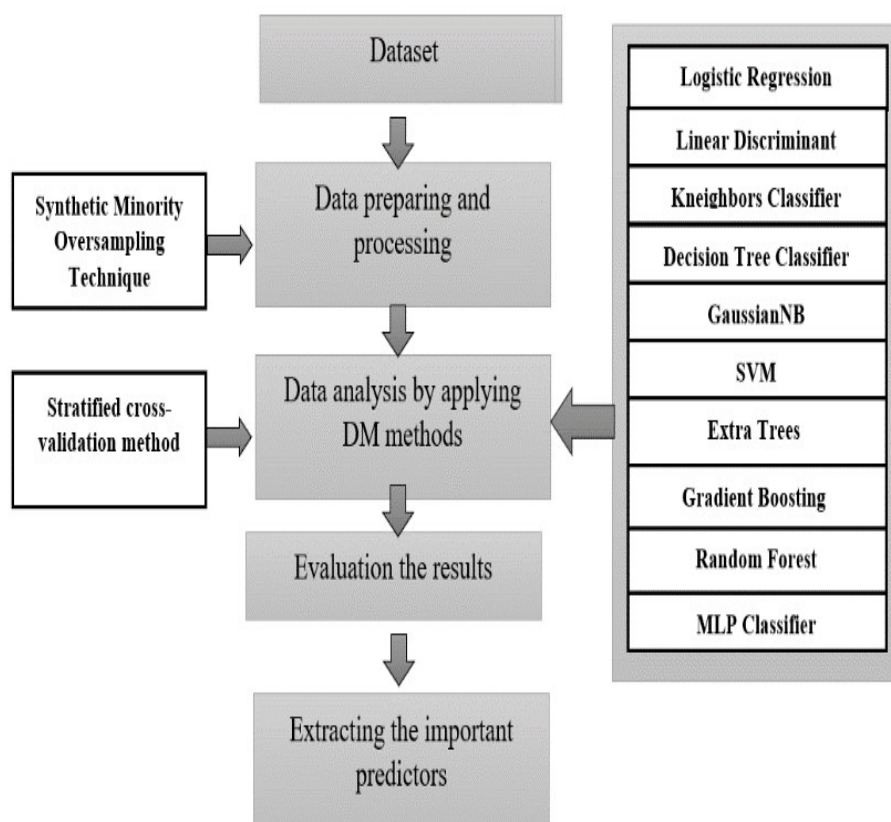 Dataset
Data preparing and
processing
Synthetic Minority
Oversampling
Technique
Data analysis by applying
DM methods
Stratified cross-
validation method
Evaluation the results
Extracting the important
predictors
Logistic Regression
Linear Discriminant
Kneighbors Classifier
Decision Tree Classifier
GaussianNB
SVM
Extra Trees
Gradient Boosting
Random Forest
MLP Classifier